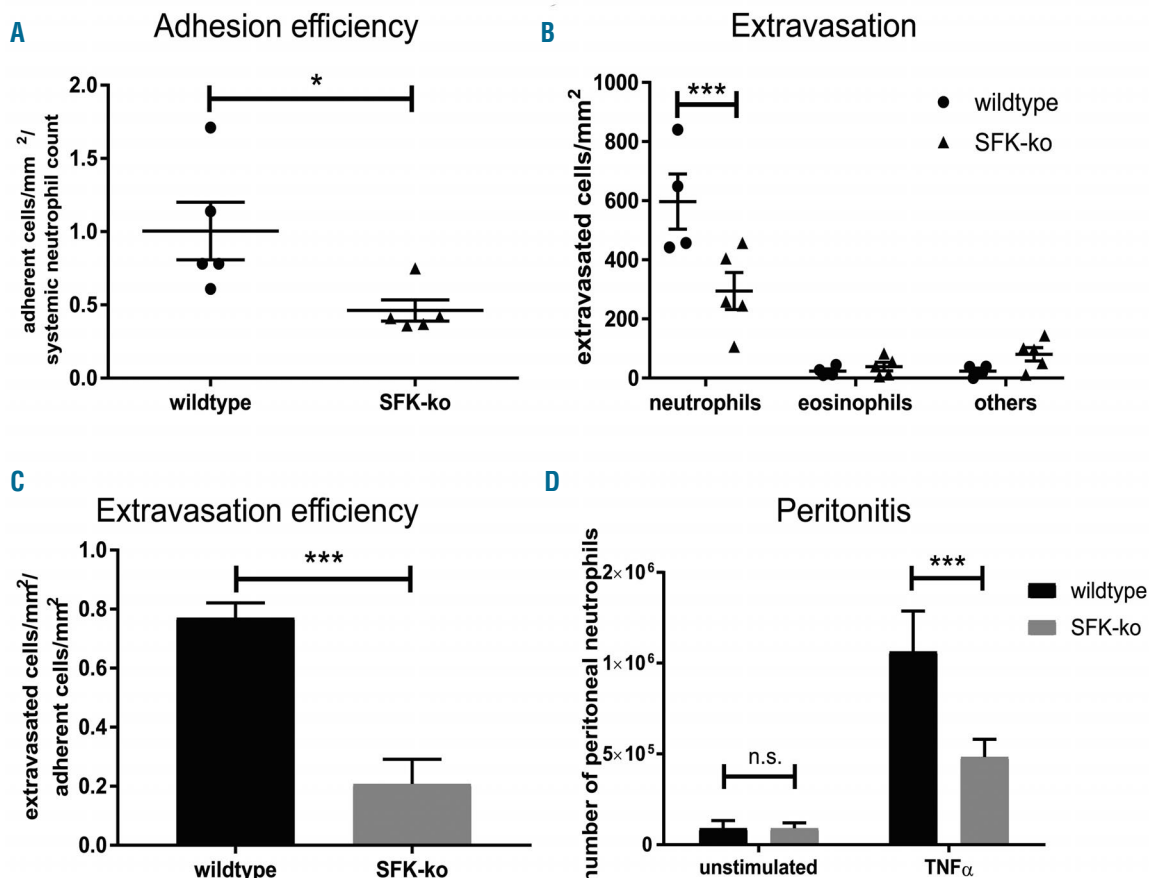 A
Adhesion efficiency
adherent cells/mm ²/
systemic neutrophil count
2.0
1.5
1.0
0.5
0.0
*
wildtype
SFK-ko
B
Extravasation
extravasated cells/mm²
1000
800
600
400
200
0
***
wildtype
SFK-ko
neutrophils
eosinophils
others
C
Extravasation efficiency
extravasated cells/mm²/
adherent cells/mm²
1.0
0.8
0.6
0.4
0.2
0.0
***
wildtype
SFK-ko
D
Peritonitis
number of peritoneal neutrophils
2×10⁶
1×10⁶
5×10⁵
0
n.s.
***
wildtype
SFK-ko
unstimulated
TNFα